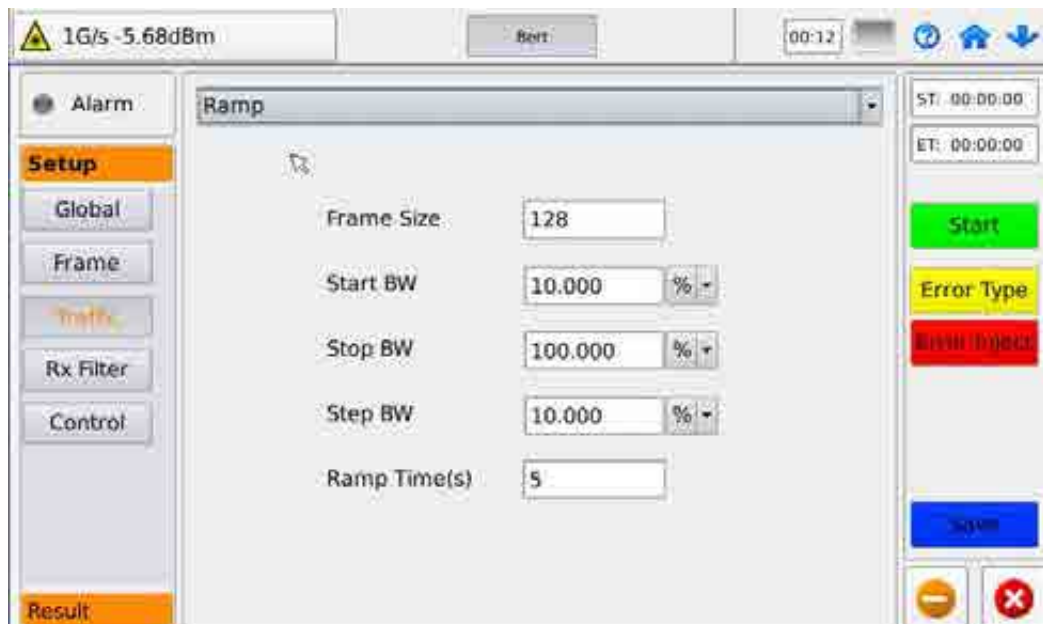 1G/s -5.68dBm
Bert
00:12
Alarm
Setup
Global
Frame
Traffic
Rx Filter
Control
Result
Ramp
Frame Size 128
Start BW 10.000 %
Stop BW 100.000 %
Step BW 10.000 %
Ramp Time(s) 5
ST: 00:00:00
ET: 00:00:00
Start
Error Type
Error Inject
Save